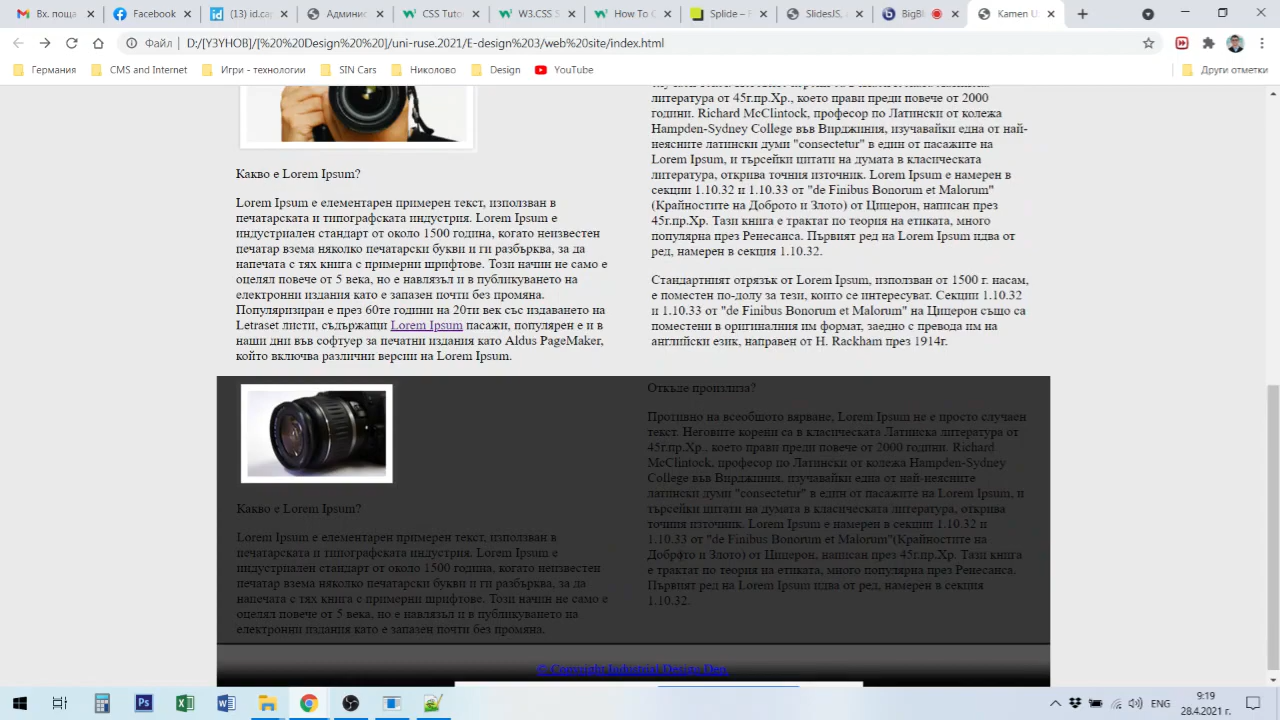 Вх. поща
Facebook
(13) id.cap
Админис
CSS Tuto
W3.CSS S
How To C
Splide – F
SlidesJS, a
BigBl
Kamen U
Файл
D:/[Y3YHOB]/[%20%20Design%20%20]/uni-ruse.2021/E-design%203/web%20site/index.html
Германия
CMS and Internet
Игри - технологии
SIN Cars
Николово
Design
YouTube
Други отметки
Какво е Lorem Ipsum?
Lorem Ipsum е елементарен примерен текст, използван в
печатарската и типографската индустрия. Lorem Ipsum е
индустриален стандарт от около 1500 година, когато неизвестен
печатар взема няколко печатарски букви и ги разбърква, за да
напечата с тях книга с примерни шрифтове. Този начин не само е
оцелял повече от 5 века, но е навлязъл и в публикуването на
електронни издания като е запазен почти без промяна.
Популяризиран е през 60те години на 20ти век със издаването на
Letraset листи, съдържащи Lorem Ipsum пасажи, популярен е и в
наши дни във софтуер за печатни издания като Aldus PageMaker,
който включва различни версии на Lorem Ipsum.
литература от 45г.пр.Хр., което прави преди повече от 2000
години. Richard McClintock, професор по Латински от колежа
Hampden-Sydney College във Вирджиния, изучавайки една от най-
неясните латински думи "consectetur" в един от пасажите на
Lorem Ipsum, и търсейки цитати на думата в класическата
литература, открива точния източник. Lorem Ipsum е намерен в
секции 1.10.32 и 1.10.33 от "de Finibus Bonorum et Malorum"
(Крайностите на Доброто и Злото) от Цицерон, написан през
45г.пр.Хр. Тази книга е трактат по теория на етиката, много
популярна през Ренесанса. Първият ред на Lorem Ipsum идва от
ред, намерен в секция 1.10.32.
Стандартният отрязък от Lorem Ipsum, използван от 1500 г. насам,
е поместен по-долу за тези, които се интересуват. Секции 1.10.32
и 1.10.33 от "de Finibus Bonorum et Malorum" на Цицерон също са
поместени в оригиналния им формат, заедно с превода им на
английски език, направен от H. Rackham през 1914г.
Какво е Lorem Ipsum?
Lorem Ipsum е елементарен примерен текст, използван в
печатарската и типографската индустрия. Lorem Ipsum е
индустриален стандарт от около 1500 година, когато неизвестен
печатар взема няколко печатарски букви и ги разбърква, за да
напечата с тях книга с примерни шрифтове. Този начин не само е
оцелял повече от 5 века, но е навлязъл и в публикуването на
електронни издания като е запазен почти без промяна.
Откъде произлиза?
Противно на всеобщото вярване, Lorem Ipsum не е просто случаен
текст. Неговите корени са в класическата Латинска литература от
45г.пр.Хр., което прави преди повече от 2000 години. Richard
McClintock, професор по Латински от колежа Hampden-Sydney
College във Вирджиния, изучавайки една от най-неясните
латински думи "consectetur" в един от пасажите на Lorem Ipsum, и
търсейки цитати на думата в класическата литература, открива
точния източник. Lorem Ipsum е намерен в секции 1.10.32 и
1.10.33 от "de Finibus Bonorum et Malorum"(Крайностите на
Доброто и Злото) от Цицерон, написан през 45г.пр.Хр. Тази книга
е трактат по теория на етиката, много популярна през Ренесанса.
Първият ред на Lorem Ipsum идва от ред, намерен в секция
1.10.32.
© Copyright Industrial Design Dep.
ENG
9:19
28.4.2021 г.